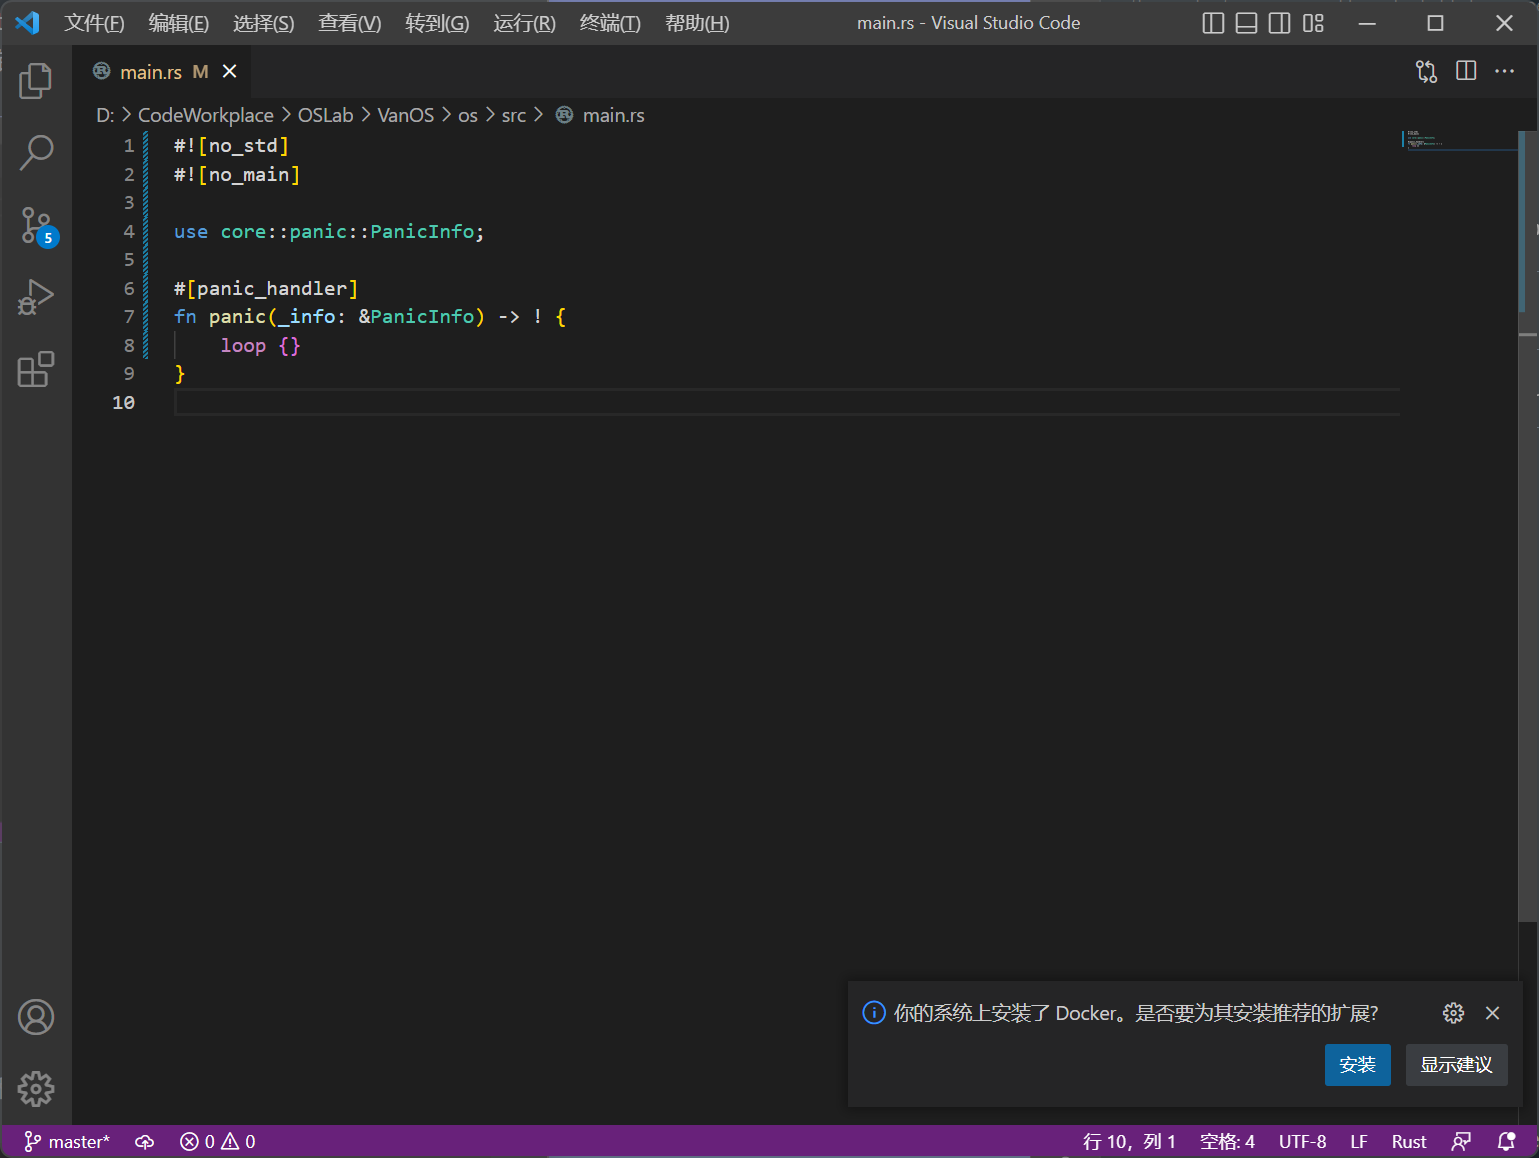 文件(F) 编辑(E) 选择(S) 查看(V) 转到(G) 运行(R) 终端(T) 帮助(H) main.rs - Visual Studio Code
main.rs M
D: > CodeWorkplace > OSLab > VanOS > os > src > main.rs
1 #![no_std]
2 #![no_main]
3
4 use core::panic::PanicInfo;
5
6 #[panic_handler]
7 fn panic(_info: &PanicInfo) -> ! {
8 loop {}
9 }
10
5
你的系统上安装了 Docker。是否要为其安装推荐的扩展?
安装 显示建议
master* 0 0 行 10，列 1 空格: 4 UTF-8 LF Rust